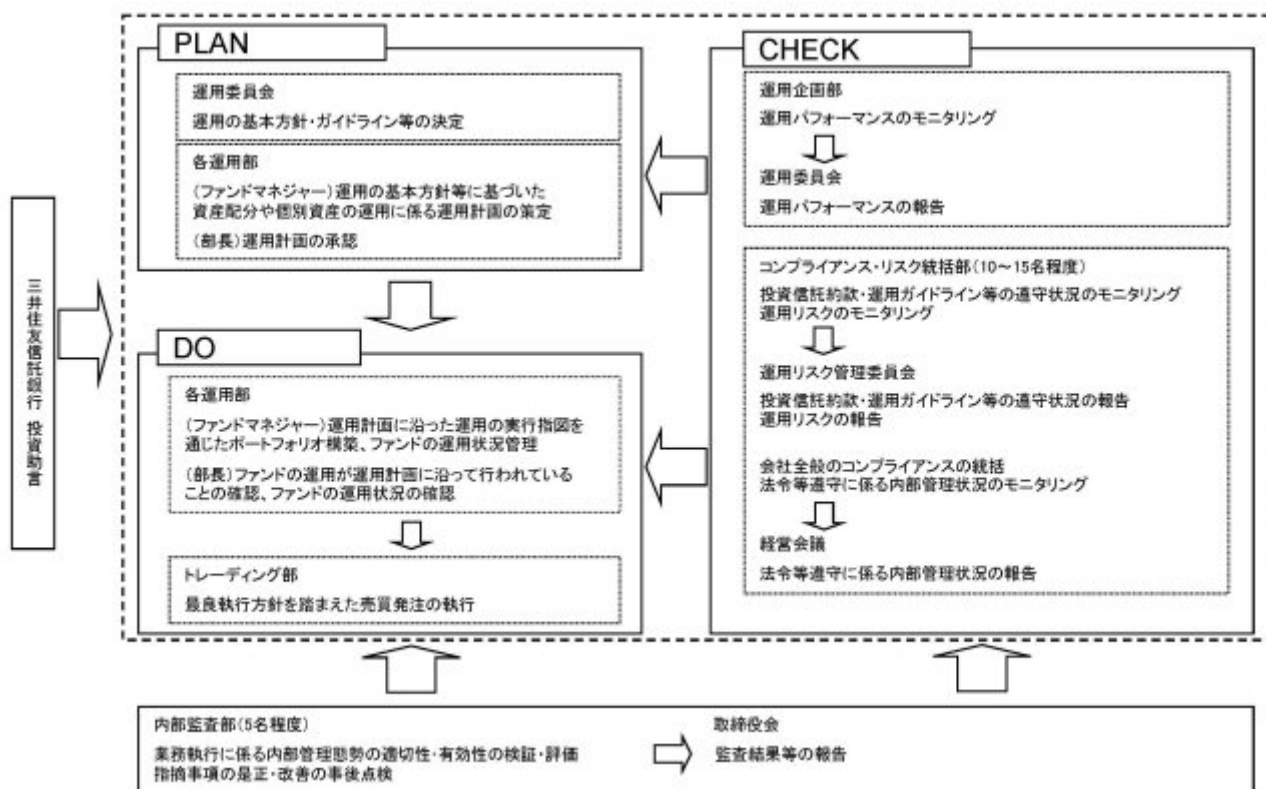 三井住友信託銀行 投資助言
PLAN
運用委員会
運用の基本方針・ガイドライン等の決定
各運用部
(ファンドマネジャー)運用の基本方針等に基づいた
資産配分や個別資産の運用に係る運用計画の策定
(部長)運用計画の承認
DO
各運用部
(ファンドマネジャー)運用計画に沿った運用の実行指図を
通じたポートフォリオ構築、ファンドの運用状況管理
(部長)ファンドの運用が運用計画に沿って行われている
ことの確認、ファンドの運用状況の確認
トレーディング部
最良執行方針を踏まえた売買発注の執行
CHECK
運用企画部
運用パフォーマンスのモニタリング
運用委員会
運用パフォーマンスの報告
コンプライアンス・リスク統括部(10～15名程度)
投資信託約款・運用ガイドライン等の遵守状況のモニタリング
運用リスクのモニタリング
運用リスク管理委員会
投資信託約款・運用ガイドライン等の遵守状況の報告
運用リスクの報告
会社全般のコンプライアンスの統括
法令等遵守に係る内部管理状況のモニタリング
経営会議
法令等遵守に係る内部管理状況の報告
内部監査部(5名程度)
業務執行に係る内部管理態勢の適切性・有効性の検証・評価
指摘事項の是正・改善の事後点検
取締役会
監査結果等の報告